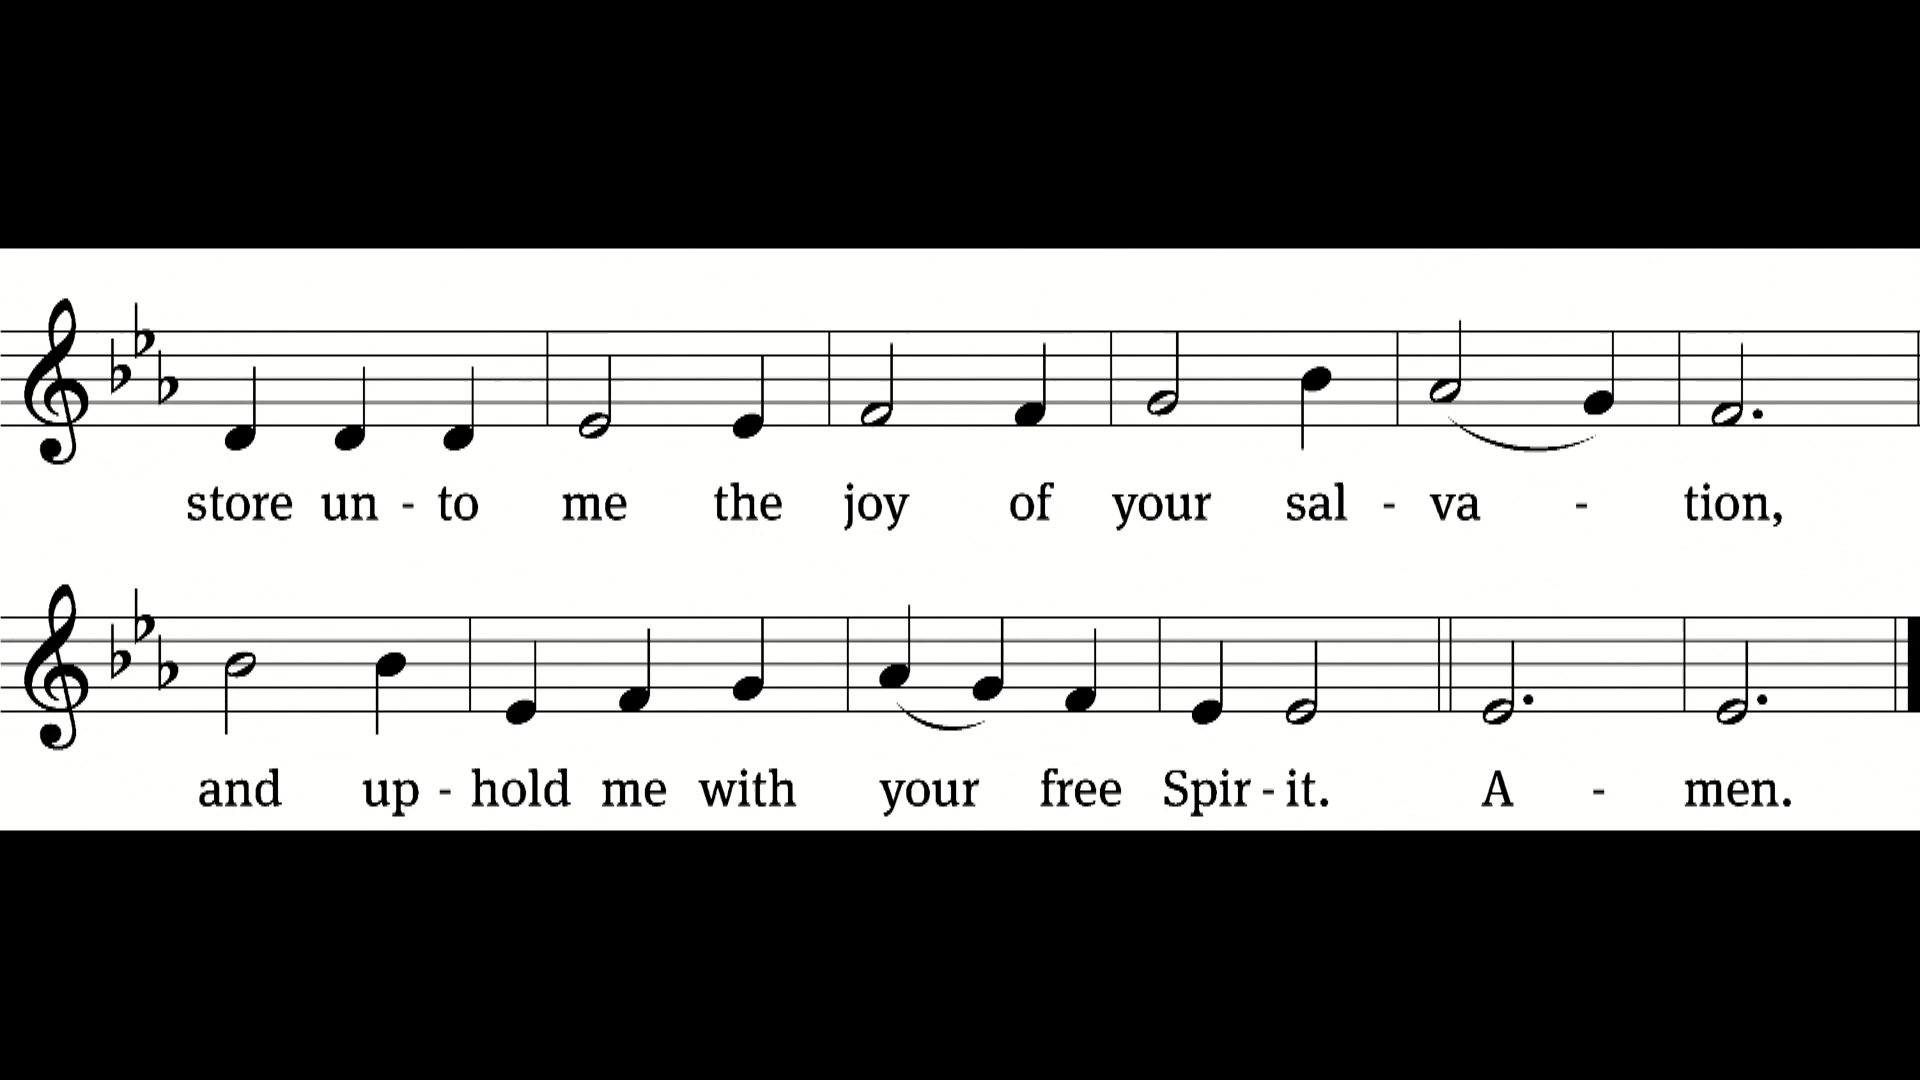 store un - to me the joy of your sal - va - tion,
and up - hold me with your free Spir - it. A - men.